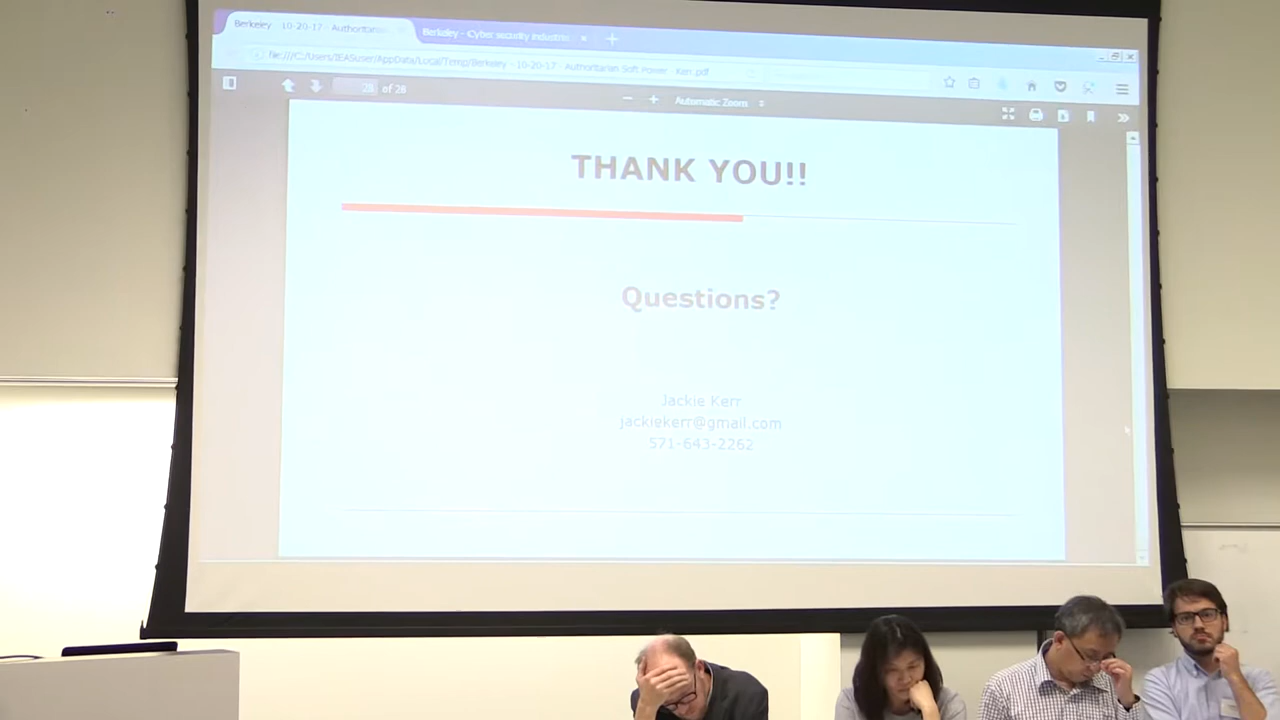 Berkeley 10-20-17 Authoritarian
Berkeley - Cyber security industrie
file:///C:/Users/IEASuser/AppData/Local/Temp/Berkeley - 10-20-17 - Authoritarian Soft Power Kerr.pdf
28 of 28
Automatic Zoom
THANK YOU!!
Questions?
Jackie Kerr
jackiekerr@gmail.com
571-643-2262